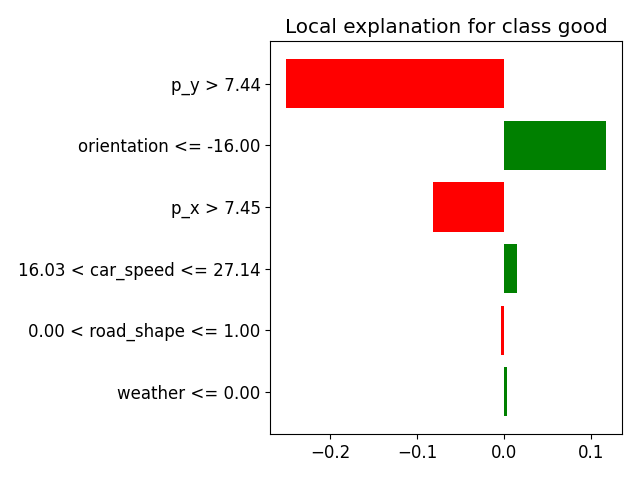 Local explanation for class good
p_y > 7.44
orientation <= -16.00
p_x > 7.45
16.03 < car_speed <= 27.14
0.00 < road_shape <= 1.00
weather <= 0.00
−0.2 −0.1 0.0 0.1